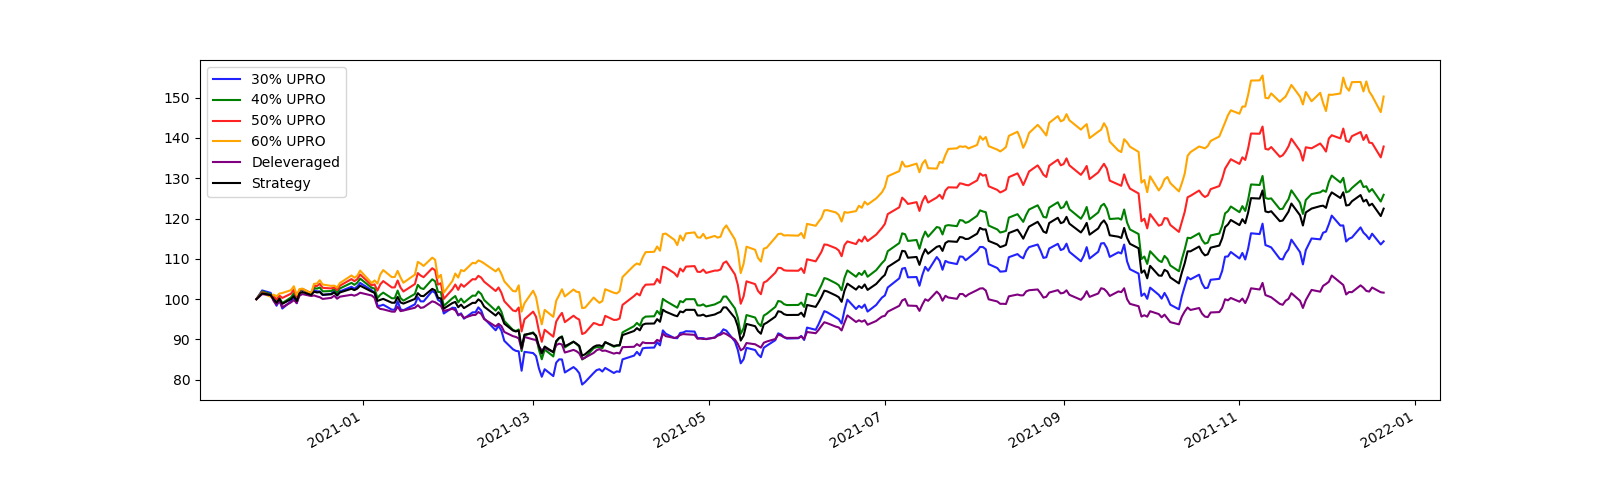 30% UPRO
40% UPRO
50% UPRO
60% UPRO
Deleveraged
Strategy
150
140
130
120
110
100
90
80
2021-01
2021-03
2021-05
2021-07
2021-09
2021-11
2022-01